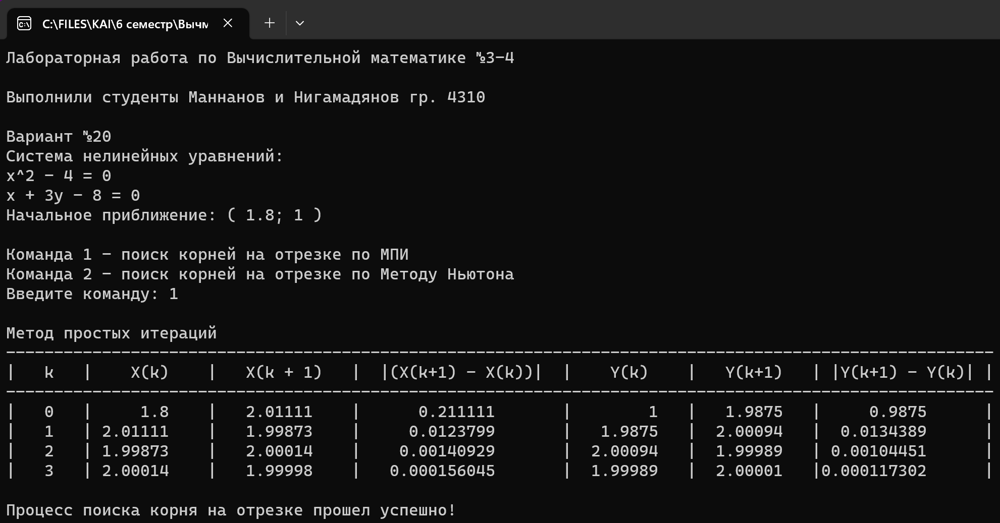 C:\FILES\KAI\6 семестр\Вычм
Лабораторная работа по Вычислительной математике №3-4
Выполнили студенты Маннанов и Нигамадянов гр. 4310
Вариант №20
Система нелинейных уравнений:
x^2 - 4 = 0
x + 3y - 8 = 0
Начальное приближение: ( 1.8; 1 )
Команда 1 - поиск корней на отрезке по МПИ
Команда 2 - поиск корней на отрезке по Методу Ньютона
Введите команду: 1
Метод простых итераций
-------------------------------------------------------------------------------------------------------
|   k   |    X(k)    |   X(k + 1)   |  |(X(k+1) - X(k))|  |    Y(k)    |   Y(k+1)   | |Y(k+1) - Y(k)| |
-------------------------------------------------------------------------------------------------------
|   0   |     1.8    |   2.01111    |      0.211111       |        1   |   1.9875   |     0.9875      |
|   1   | 2.01111    |   1.99873    |     0.0123799       |   1.9875   |  2.00094   |  0.0134389      |
|   2   | 1.99873    |   2.00014    |    0.00140929       |  2.00094   |  1.99989   | 0.00104451      |
|   3   | 2.00014    |   1.99998    |   0.000156045       |  1.99989   |  2.00001   |0.000117302      |
Процесс поиска корня на отрезке прошел успешно!